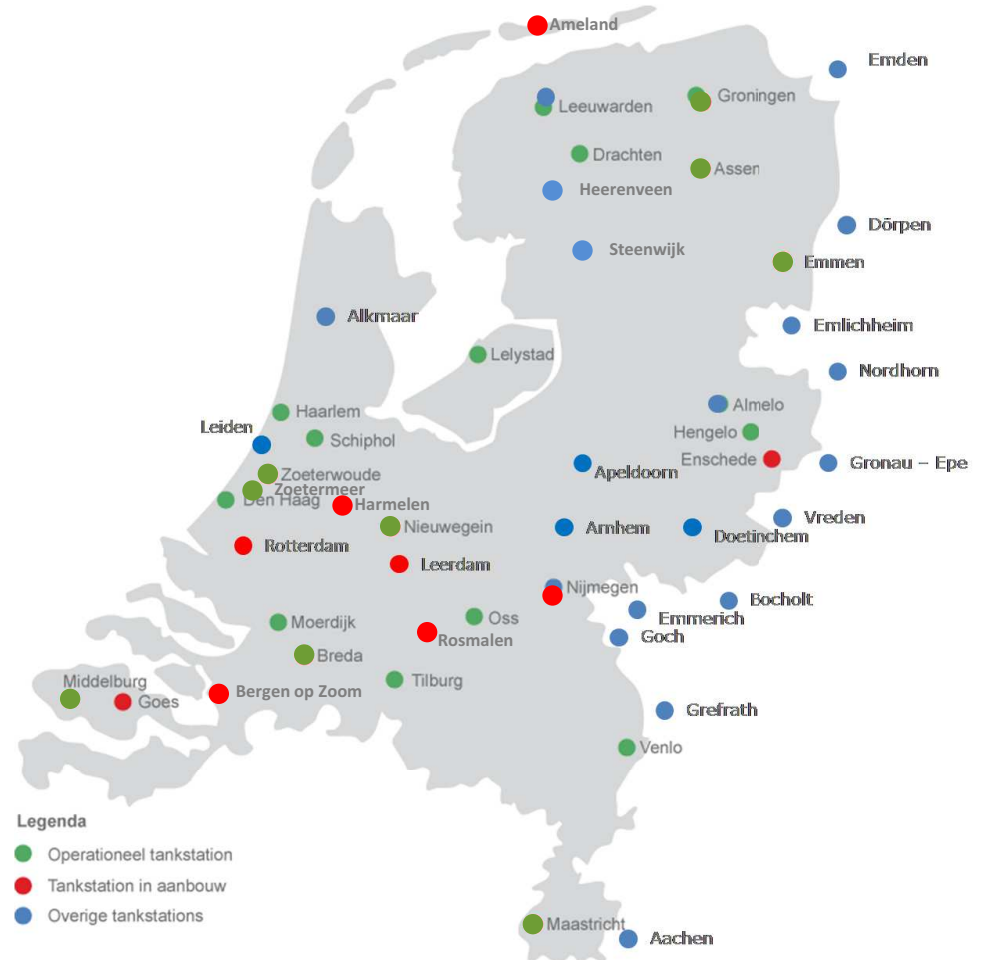 Ameland
Emden
Groningen
Leeuwarden
Drachten
Assen
Heerenveen
Dörpen
Steenwijk
Emmen
Alkmaar
Emlichheim
Lelystad
Nordhorn
Almelo
Haarlem
Leiden
Hengelo
Schiphol
Enschede
Gronau – Epe
Apeldoorn
Zoeterwoude
Zoetermeer
Den Haag
Harmelen
Vreden
Nieuwegein
Arnhem
Doetinchem
Rotterdam
Leerdam
Nijmegen
Bocholt
Emmerich
Oss
Moerdijk
Goch
Rosmalen
Breda
Middelburg
Tilburg
Bergen op Zoom
Goes
Grefrath
Venlo
Legenda
Operationeel tankstation
Tankstation in aanbouw
Overige tankstations
Maastricht
Aachen